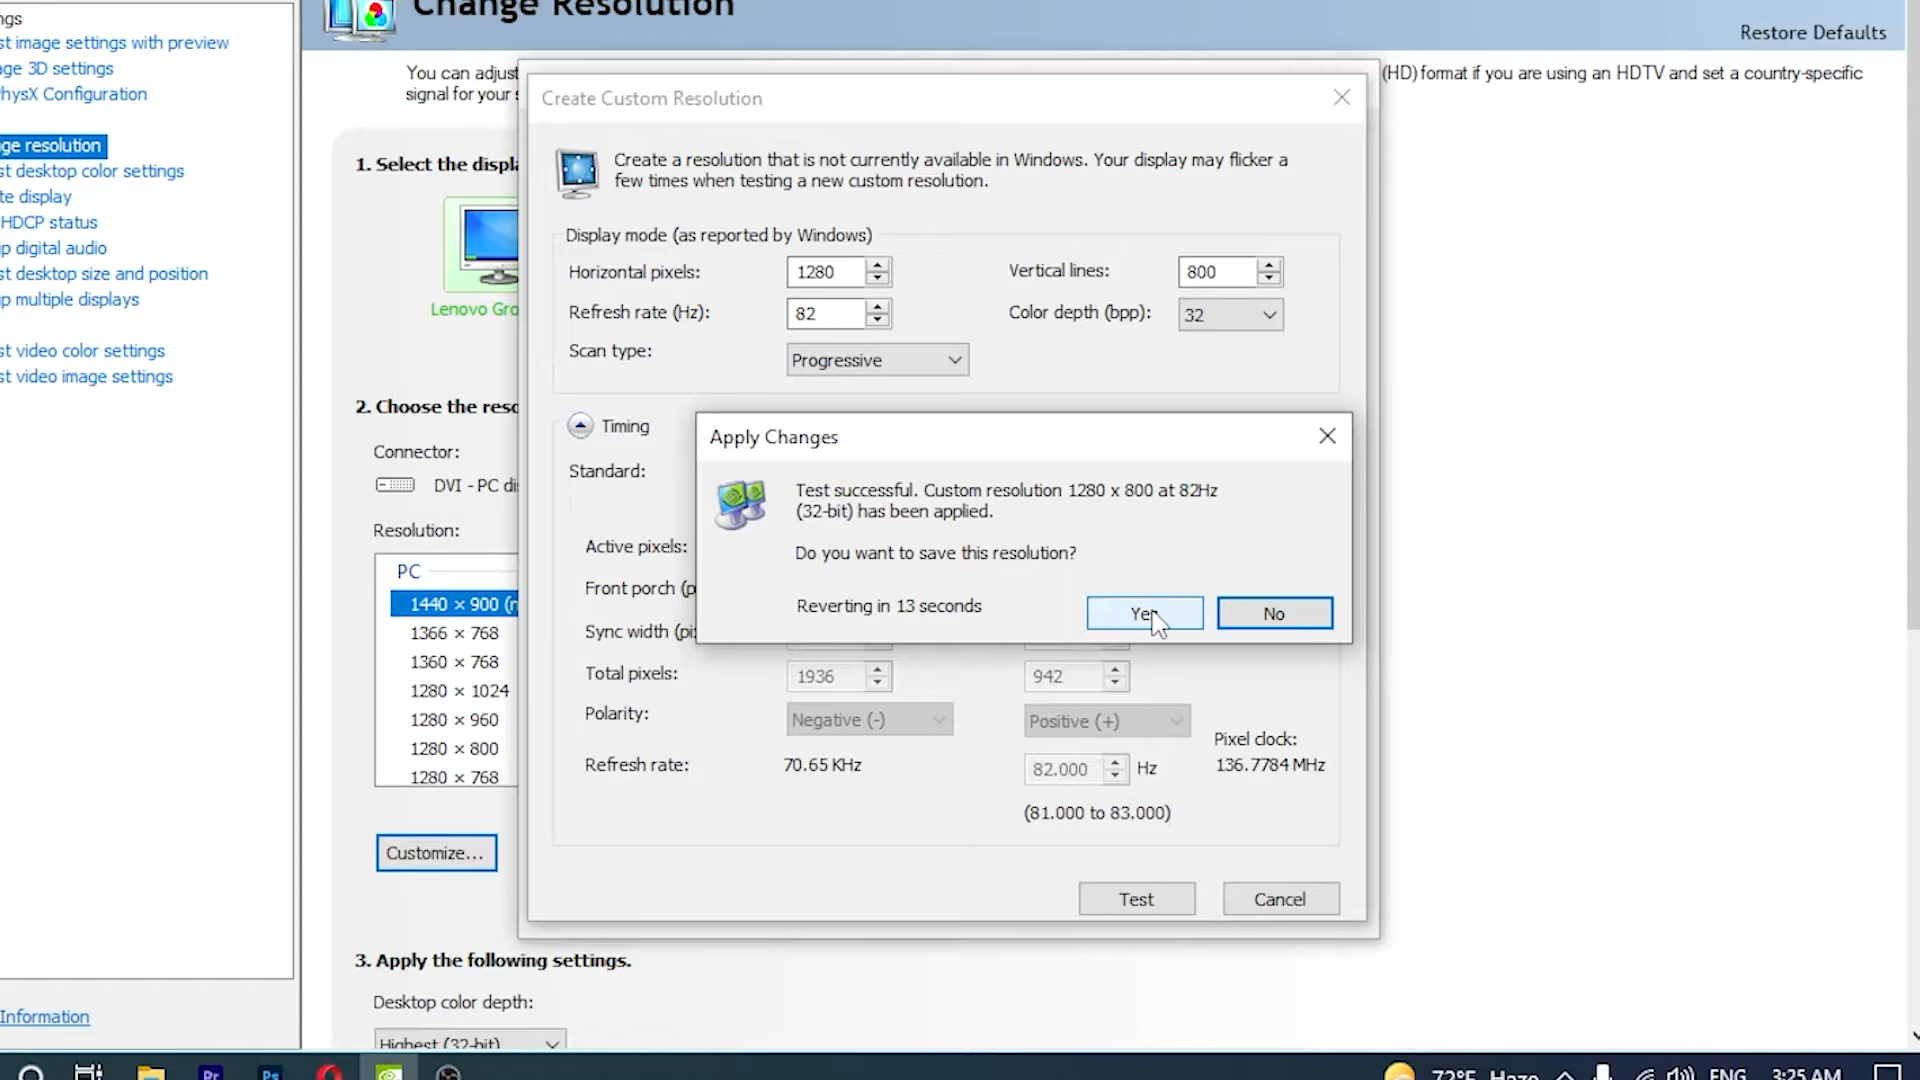 ngs
st image settings with preview
age 3D settings
PhysX Configuration
ge resolution
st desktop color settings
te display
HDCP status
p digital audio
st desktop size and position
p multiple displays
st video color settings
st video image settings
Information
Change Resolution
Restore Defaults
You can adjust
(HD) format if you are using an HDTV and set a country-specific
signal for your s
1. Select the displa
Lenovo Gro
2. Choose the reso
Connector:
DVI - PC di
Resolution:
PC
1440 × 900 (n
1366 × 768
1360 × 768
1280 × 1024
1280 × 960
1280 × 800
1280 × 768
Customize...
3. Apply the following settings.
Desktop color depth:
Highest (32-bit)
Create Custom Resolution
Create a resolution that is not currently available in Windows. Your display may flicker a
few times when testing a new custom resolution.
Display mode (as reported by Windows)
Horizontal pixels: 1280 Vertical lines: 800
Refresh rate (Hz): 82 Color depth (bpp): 32
Scan type: Progressive
Timing
Standard:
Active pixels:
Front porch (p
Sync width (pi
Total pixels: 1936 942
Polarity: Negative (-) Positive (+)
Pixel clock:
Refresh rate: 70.65 KHz 82.000 Hz 136.7784 MHz
(81.000 to 83.000)
Test Cancel
Apply Changes
Test successful. Custom resolution 1280 x 800 at 82Hz
(32-bit) has been applied.
Do you want to save this resolution?
Reverting in 13 seconds
Yes No
Pr Ps 72°F Haze ENG 3:25 AM